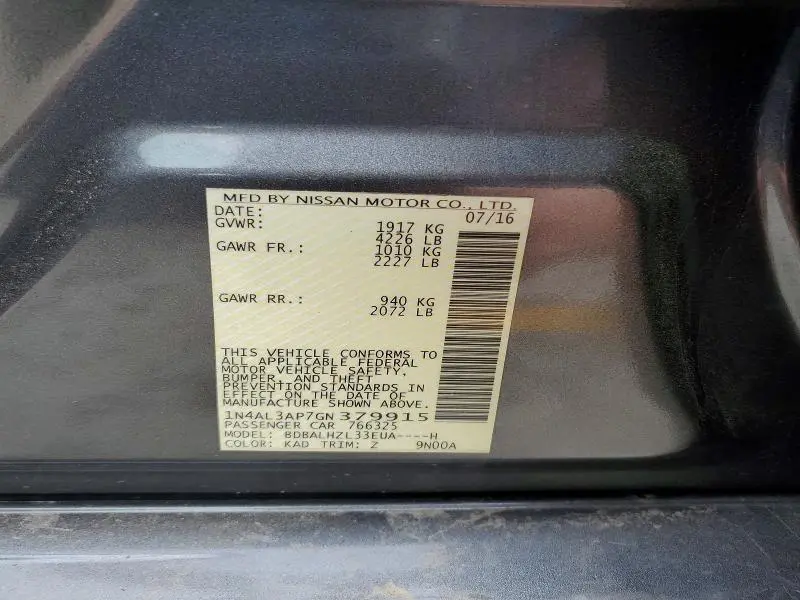 MFD BY NISSAN MOTOR CO., LTD.
DATE: 07/16
GVWR: 1917 KG
4226 LB
GAWR FR.: 1010 KG
2227 LB
GAWR RR.: 940 KG
2072 LB
THIS VEHICLE CONFORMS TO
ALL APPLICABLE FEDERAL
MOTOR VEHICLE SAFETY,
BUMPER, AND THEFT
PREVENTION STANDARDS IN
EFFECT ON THE DATE OF
MANUFACTURE SHOWN ABOVE.
1N4AL3AP7GN379915
PASSENGER CAR 766325
MODEL: BDBALHZL33EUA----H
COLOR: KAD TRIM: Z 9N00A